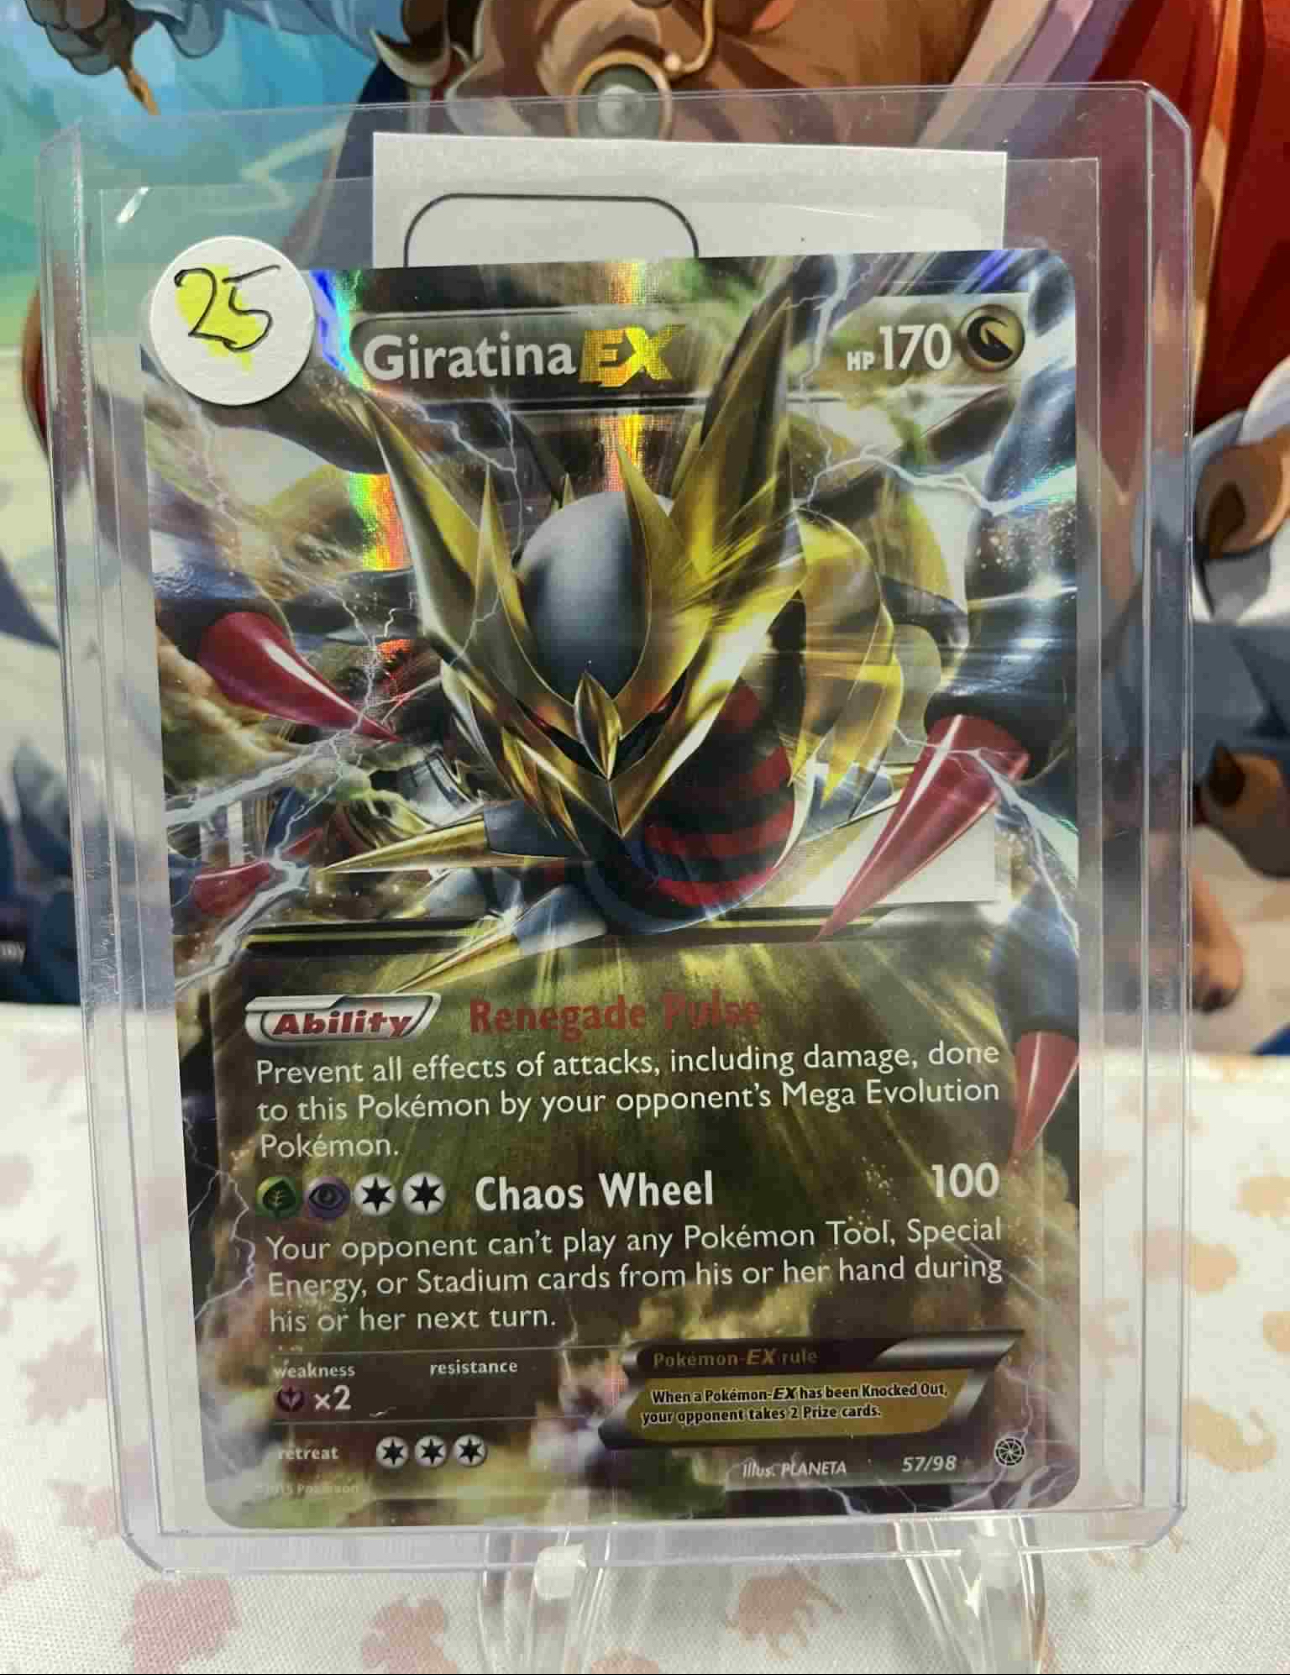 25
Giratina EX
HP 170
Ability Renegade Pulse
Prevent all effects of attacks, including damage, done
to this Pokémon by your opponent's Mega Evolution
Pokémon.
Chaos Wheel 100
Your opponent can't play any Pokémon Tool, Special
Energy, or Stadium cards from his or her hand during
his or her next turn.
weakness resistance
×2
retreat
Pokémon-EX rule
When a Pokémon-EX has been Knocked Out,
your opponent takes 2 Prize cards.
Illus. PLANETA 57/98
©2015 Pokémon